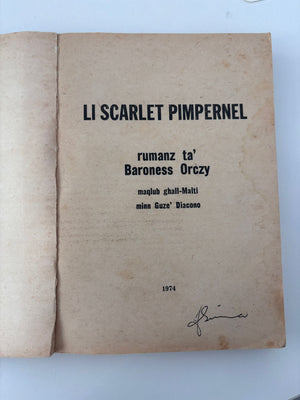 LI SCARLET PIMPERNEL
rumanz ta'
Baroness Orczy
maqlub ghall-Malti
minn Guze' Diacono
1974